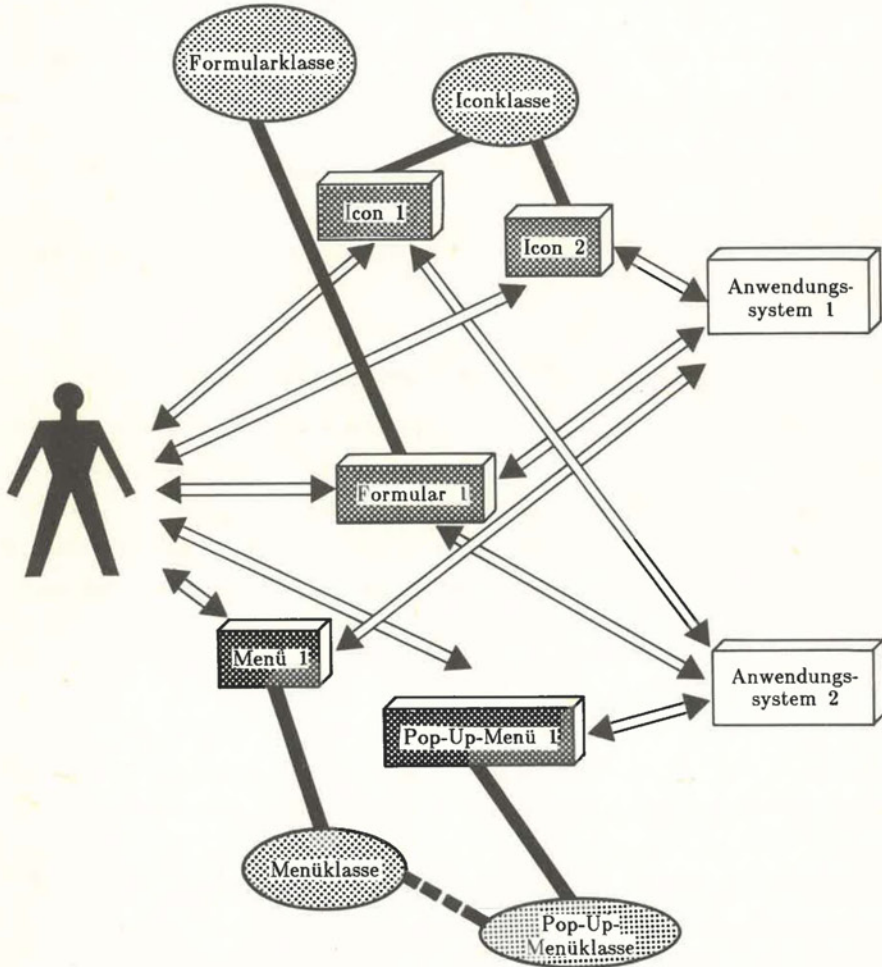 Formularklasse
Iconklasse
Icon 1
Icon 2
Anwendungs-
system 1
Formular 1
Menü 1
Anwendungs-
system 2
Pop-Up-Menü 1
Menüklasse
Pop-Up-
Menüklasse